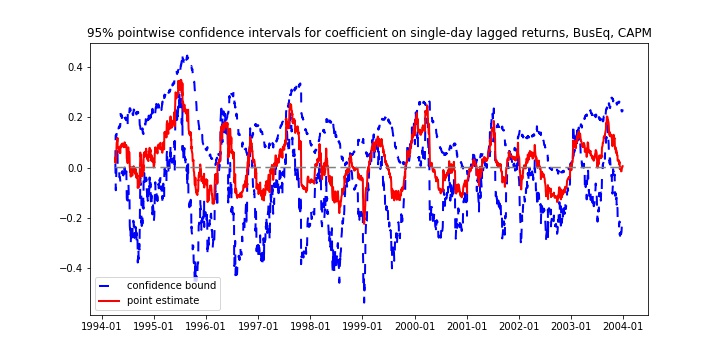 95% pointwise confidence intervals for coefficient on single-day lagged returns, BusEq, CAPM
0.4
0.2
0.0
−0.2
−0.4
confidence bound
point estimate
1994-01 1995-01 1996-01 1997-01 1998-01 1999-01 2000-01 2001-01 2002-01 2003-01 2004-01